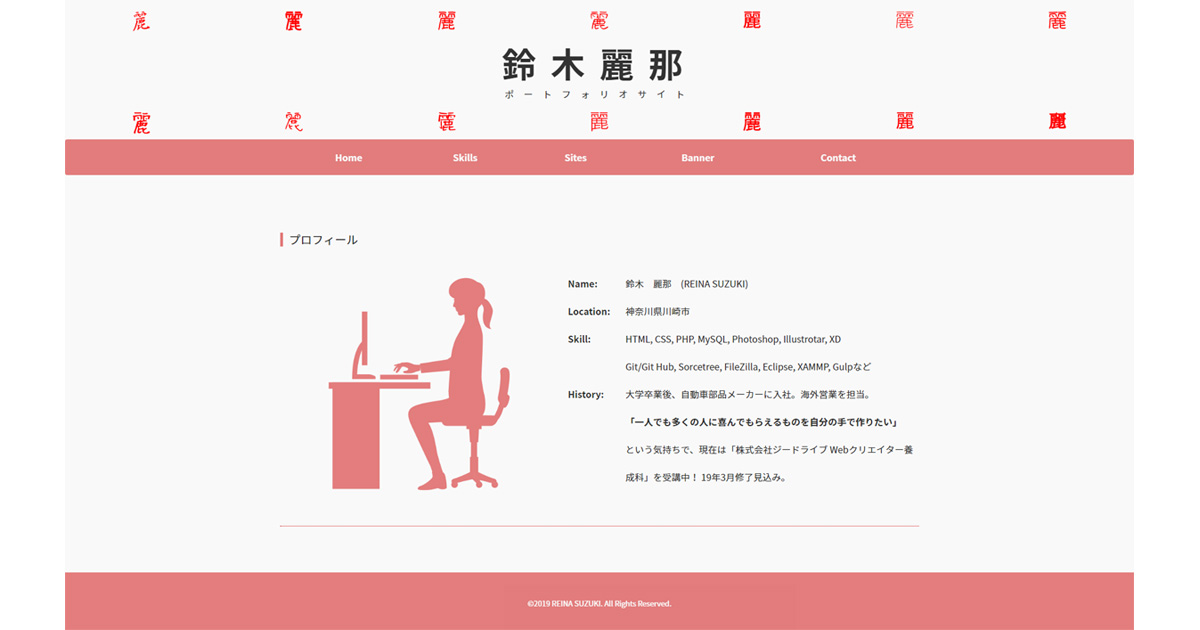 麗 麗 麗 麗 麗 麗 麗
鈴木麗那
ポートフォリオサイト
麗 麗 麗 麗 麗 麗 麗
Home Skills Sites Banner Contact
プロフィール
Name: 鈴木　麗那　(REINA SUZUKI)
Location: 神奈川県川崎市
Skill: HTML, CSS, PHP, MySQL, Photoshop, Illustrotar, XD
Git/Git Hub, Sorcetree, FileZilla, Eclipse, XAMMP, Gulpなど
History: 大学卒業後、自動車部品メーカーに入社。海外営業を担当。
「一人でも多くの人に喜んでもらえるものを自分の手で作りたい」
という気持ちで、現在は「株式会社ジードライブ Webクリエイター養
成科」を受講中！ 19年3月修了見込み。
©2019 REINA SUZUKI. All Rights Reserved.